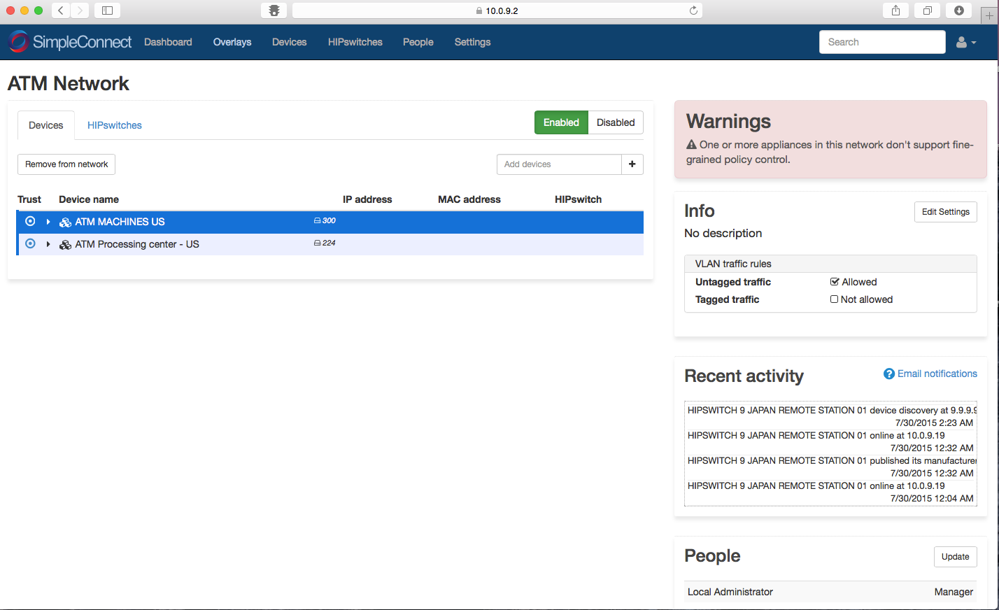 10.0.9.2
SimpleConnect Dashboard Overlays Devices HIPswitches People Settings Search
ATM Network
Devices HIPswitches Enabled Disabled
Remove from network Add devices +
Trust Device name IP address MAC address HIPswitch
ATM MACHINES US 300
ATM Processing center - US 224
Warnings
One or more appliances in this network don't support fine-
grained policy control.
Info Edit Settings
No description
VLAN traffic rules
Untagged traffic Allowed
Tagged traffic Not allowed
Recent activity ? Email notifications
HIPSWITCH 9 JAPAN REMOTE STATION 01 device discovery at 9.9.9.9
7/30/2015 2:23 AM
HIPSWITCH 9 JAPAN REMOTE STATION 01 online at 10.0.9.19
7/30/2015 12:32 AM
HIPSWITCH 9 JAPAN REMOTE STATION 01 published its manufacturer
7/30/2015 12:32 AM
HIPSWITCH 9 JAPAN REMOTE STATION 01 online at 10.0.9.19
7/30/2015 12:04 AM
People Update
Local Administrator Manager